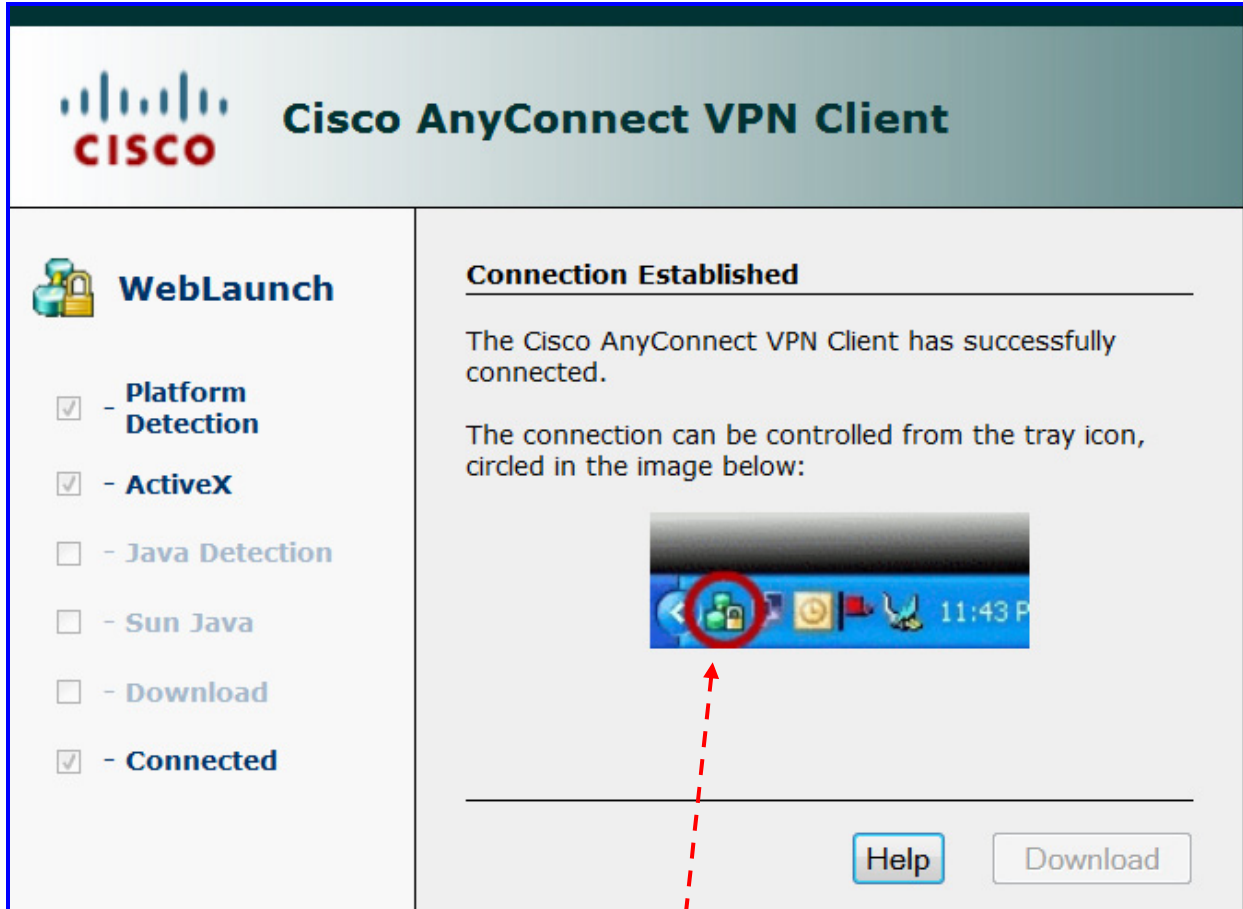 CISCO
Cisco AnyConnect VPN Client
WebLaunch
- Platform
Detection
- ActiveX
- Java Detection
- Sun Java
- Download
- Connected
Connection Established
The Cisco AnyConnect VPN Client has successfully
connected.
The connection can be controlled from the tray icon,
circled in the image below:
11:43 P
Help
Download